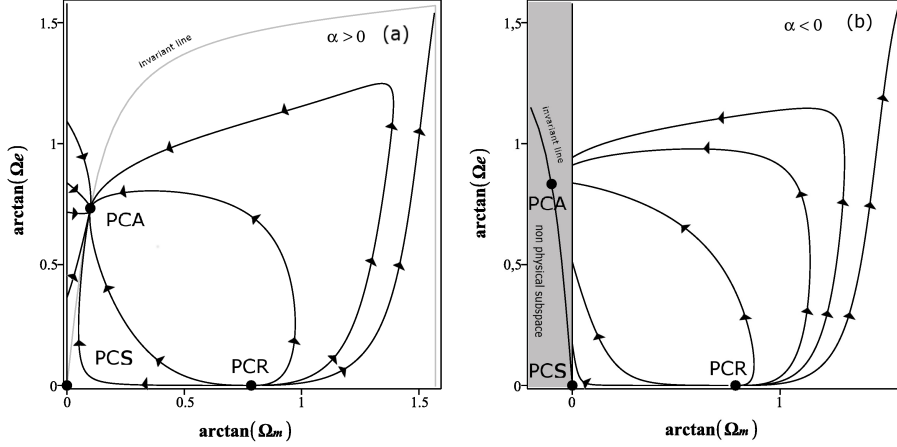 α > 0 (a)
invariant line
1.5
1
0.5
0
arctan(Ωe)
PCA
PCS
PCR
0 0.5 1 1.5
arctan(Ωm)
α < 0 (b)
invariant line
1.5
1
0,5
0
arctan(Ωe)
PCA
non physical subspace
PCS
PCR
0 1
arctan(Ωm)